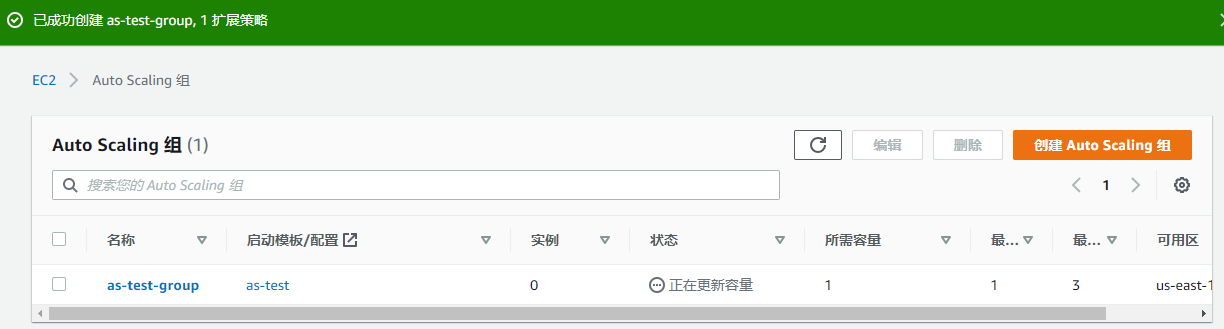 已成功创建 as-test-group, 1 扩展策略
EC2 Auto Scaling 组
Auto Scaling 组 (1) 编辑 删除 创建 Auto Scaling 组
搜索您的 Auto Scaling 组 1
名称 启动模板/配置 实例 状态 所需容量 最... 最... 可用区
as-test-group as-test 0 正在更新容量 1 1 3 us-east-1